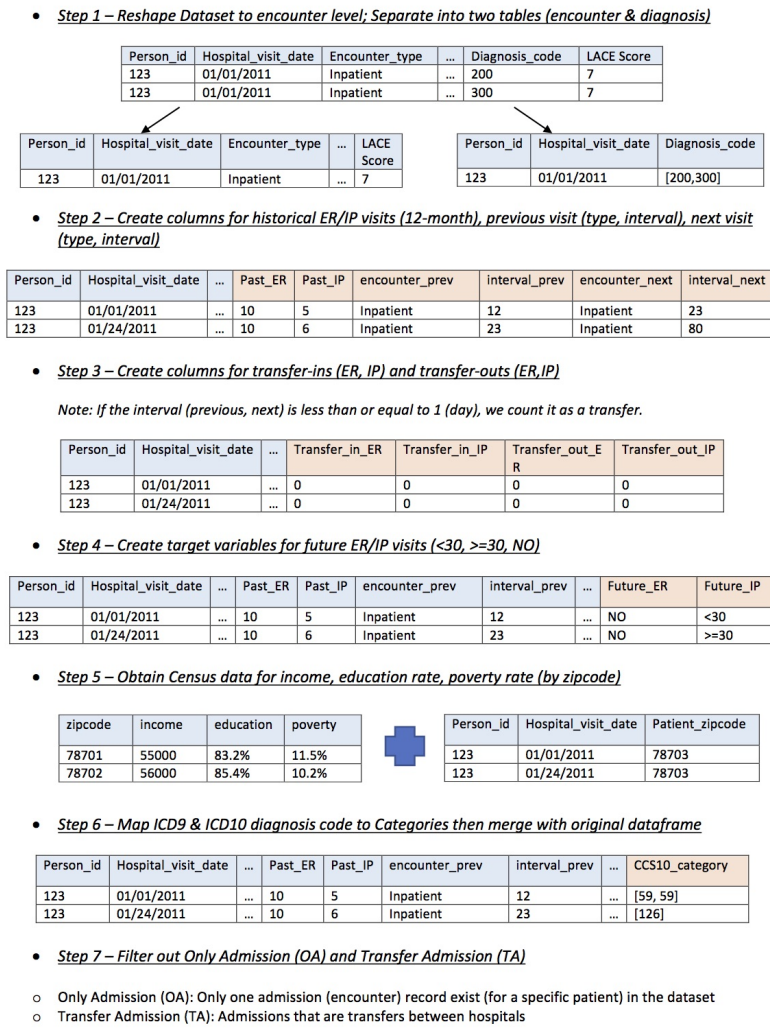 • Step 1 – Reshape Dataset to encounter level; Separate into two tables (encounter & diagnosis)
Person_id Hospital_visit_date Encounter_type ... Diagnosis_code LACE Score
123 01/01/2011 Inpatient ... 200 7
123 01/01/2011 Inpatient ... 300 7
Person_id Hospital_visit_date Encounter_type ... LACE
Score
123 01/01/2011 Inpatient ... 7
Person_id Hospital_visit_date Diagnosis_code
123 01/01/2011 [200,300]
• Step 2 – Create columns for historical ER/IP visits (12-month), previous visit (type, interval), next visit
(type, interval)
Person_id Hospital_visit_date ... Past_ER Past_IP encounter_prev interval_prev encounter_next interval_next
123 01/01/2011 ... 10 5 Inpatient 12 Inpatient 23
123 01/24/2011 ... 10 6 Inpatient 23 Inpatient 80
• Step 3 – Create columns for transfer-ins (ER, IP) and transfer-outs (ER,IP)
Note: If the interval (previous, next) is less than or equal to 1 (day), we count it as a transfer.
Person_id Hospital_visit_date ... Transfer_in_ER Transfer_in_IP Transfer_out_E Transfer_out_IP
R
123 01/01/2011 ... 0 0 0 0
123 01/24/2011 ... 0 0 0 0
• Step 4 – Create target variables for future ER/IP visits (<30, >=30, NO)
Person_id Hospital_visit_date ... Past_ER Past_IP encounter_prev interval_prev ... Future_ER Future_IP
123 01/01/2011 ... 10 5 Inpatient 12 ... NO <30
123 01/24/2011 ... 10 6 Inpatient 23 ... NO >=30
• Step 5 – Obtain Census data for income, education rate, poverty rate (by zipcode)
zipcode income education poverty
78701 55000 83.2% 11.5%
78702 56000 85.4% 10.2%
Person_id Hospital_visit_date Patient_zipcode
123 01/01/2011 78703
123 01/24/2011 78703
• Step 6 – Map ICD9 & ICD10 diagnosis code to Categories then merge with original dataframe
Person_id Hospital_visit_date ... Past_ER Past_IP encounter_prev interval_prev ... CCS10_category
123 01/01/2011 ... 10 5 Inpatient 12 ... [59, 59]
123 01/24/2011 ... 10 6 Inpatient 23 ... [126]
• Step 7 – Filter out Only Admission (OA) and Transfer Admission (TA)
o Only Admission (OA): Only one admission (encounter) record exist (for a specific patient) in the dataset
o Transfer Admission (TA): Admissions that are transfers between hospitals